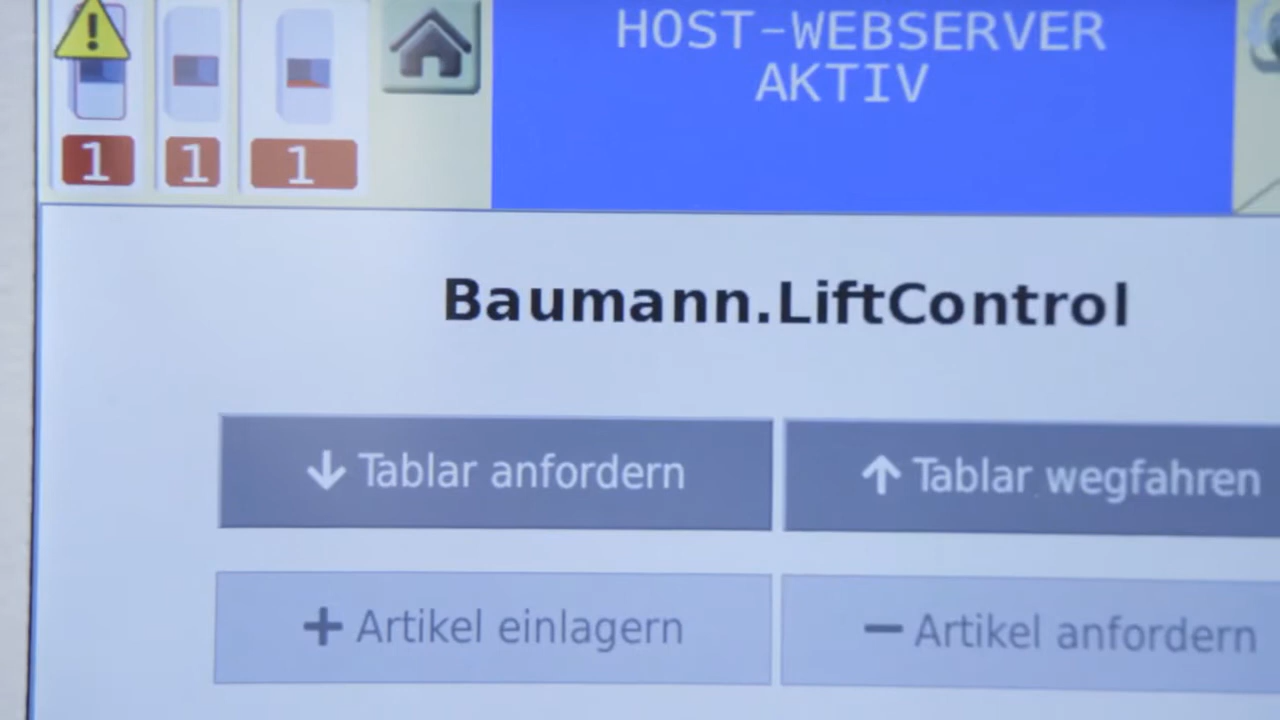 1 1 1
HOST-WEBSERVER
AKTIV
Baumann.LiftControl
Tablar anfordern
Tablar wegfahren
Artikel einlagern
Artikel anfordern